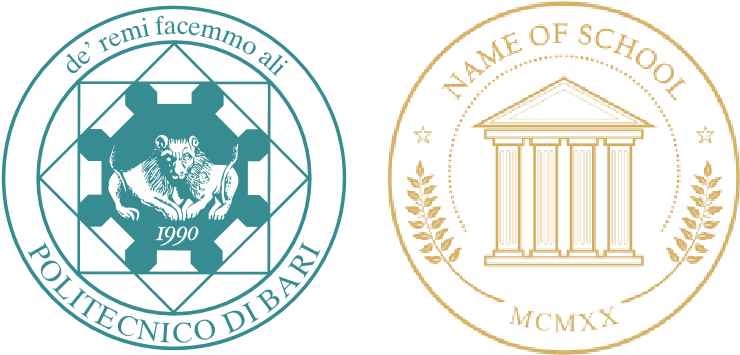 de’ remi facemmo ali
1990
POLITECNICO DI BARI
NAME OF SCHOOL
MCMXX